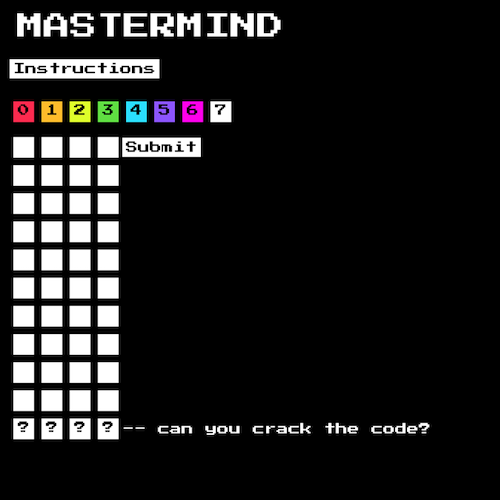 MASTERMIND
Instructions
0 1 2 3 4 5 6 7
Submit
? ? ? ? -- can you crack the code?